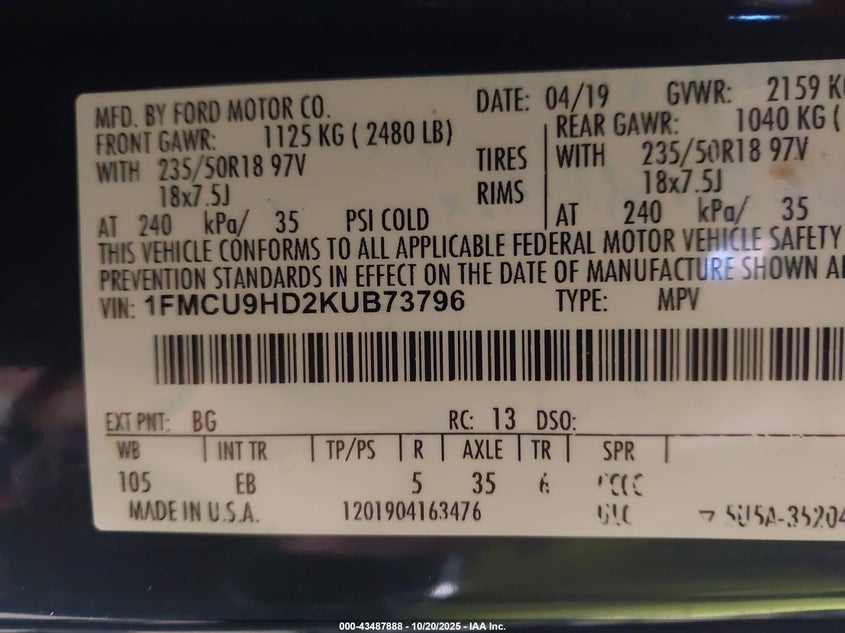 MFD. BY FORD MOTOR CO. DATE: 04/19 GVWR: 2159 K
FRONT GAWR: 1125 KG ( 2480 LB) REAR GAWR: 1040 KG (
WITH 235/50R18 97V TIRES WITH 235/50R18 97V
18x7.5J RIMS 18x7.5J
AT 240 kPa/ 35 PSI COLD AT 240 kPa/ 35
THIS VEHICLE CONFORMS TO ALL APPLICABLE FEDERAL MOTOR VEHICLE SAFETY
PREVENTION STANDARDS IN EFFECT ON THE DATE OF MANUFACTURE SHOWN
VIN: 1FMCU9HD2KUB73796 TYPE: MPV
EXT PNT: BG RC: 13 DSO:
WB INT TR TP/PS R AXLE TR SPR
105 EB 5 35 6
MADE IN U.S.A. 1201904163476
000-43487888 - 10/20/2025 - IAA Inc.